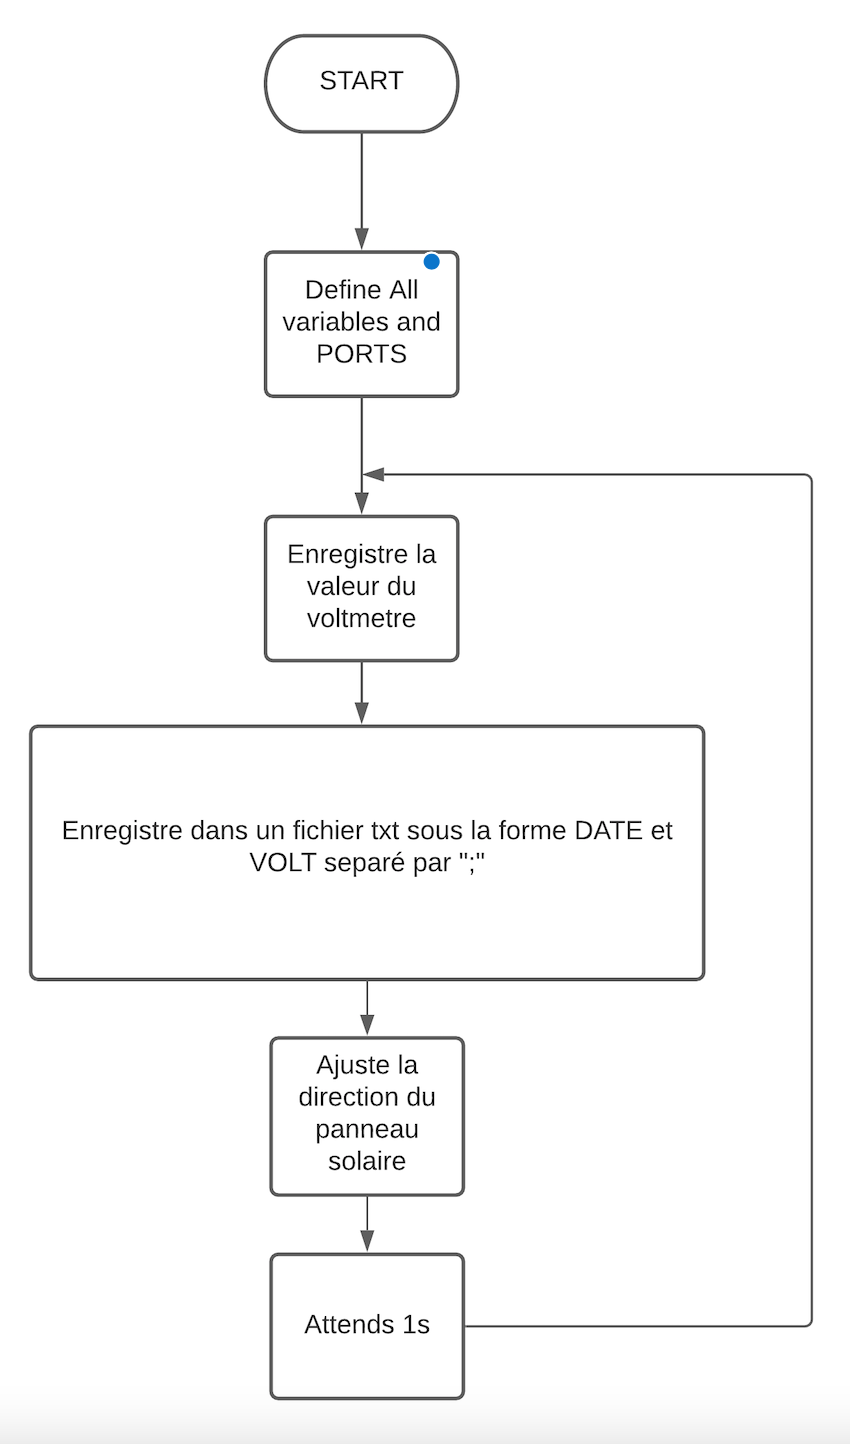 START
Define All
variables and
PORTS
Enregistre la
valeur du
voltmetre
Enregistre dans un fichier txt sous la forme DATE et
VOLT separé par ";"
Ajuste la
direction du
panneau
solaire
Attends 1s